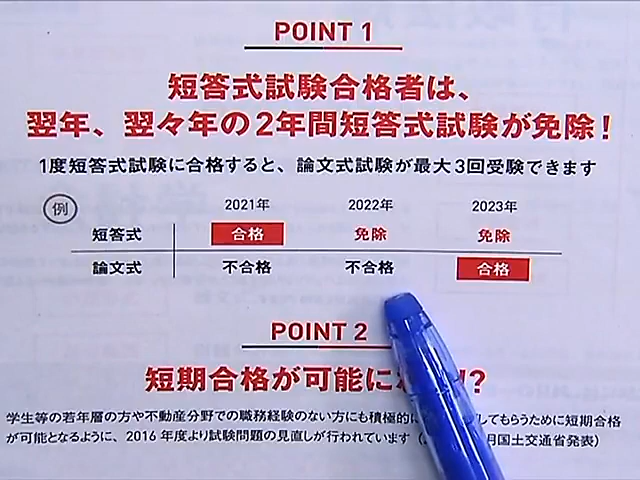 POINT 1
短答式試験合格者は、
翌年、翌々年の2年間短答式試験が免除!
1度短答式試験に合格すると、論文式試験が最大3回受験できます
例
2021年 2022年 2023年
短答式 合格 免除 免除
論文式 不合格 不合格 合格
POINT 2
短期合格が可能に !?
学生等の若年層の方や不動産分野での職務経験のない方にも積極的に してもらうために短期合格
が可能となるように、2016年度より試験問題の見直しが行われています( 月国土交通省発表)